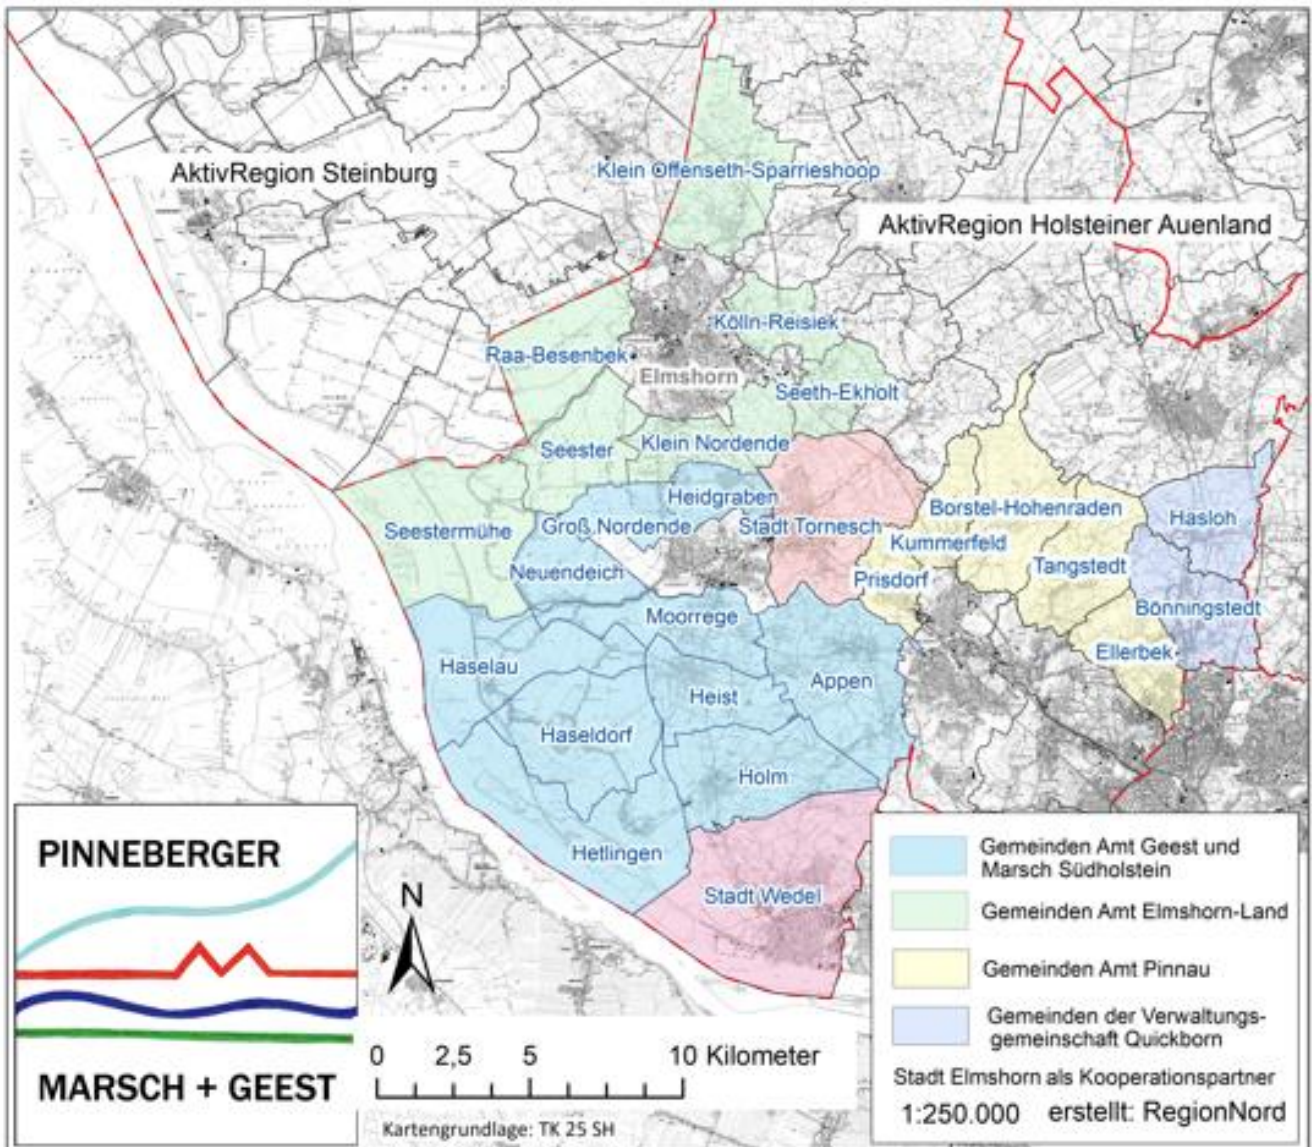 AktivRegion Steinburg
Klein Offenseth-Sparrieshoop
AktivRegion Holsteiner Auenland
Kölln-Reisiek
Raa-Besenbek
Elmshorn
Seeth-Ekholt
Seester
Klein Nordende
Heidgraben
Seestermühe
Groß Nordende
Stadt Tornesch
Borstel-Hohenraden
Hasloh
Kummerfeld
Neuendeich
Prisdorf
Tangstedt
Bönningstedt
Moorrege
Ellerbek
Haselau
Heist
Appen
Haseldorf
Holm
Hetlingen
Stadt Wedel
PINNEBERGER
MARSCH + GEEST
N
0 2,5 5 10 Kilometer
Kartengrundlage: TK 25 SH
Gemeinden Amt Geest und
Marsch Südholstein
Gemeinden Amt Elmshorn-Land
Gemeinden Amt Pinnau
Gemeinden der Verwaltungs-
gemeinschaft Quickborn
Stadt Elmshorn als Kooperationspartner
1:250.000 erstellt: RegionNord